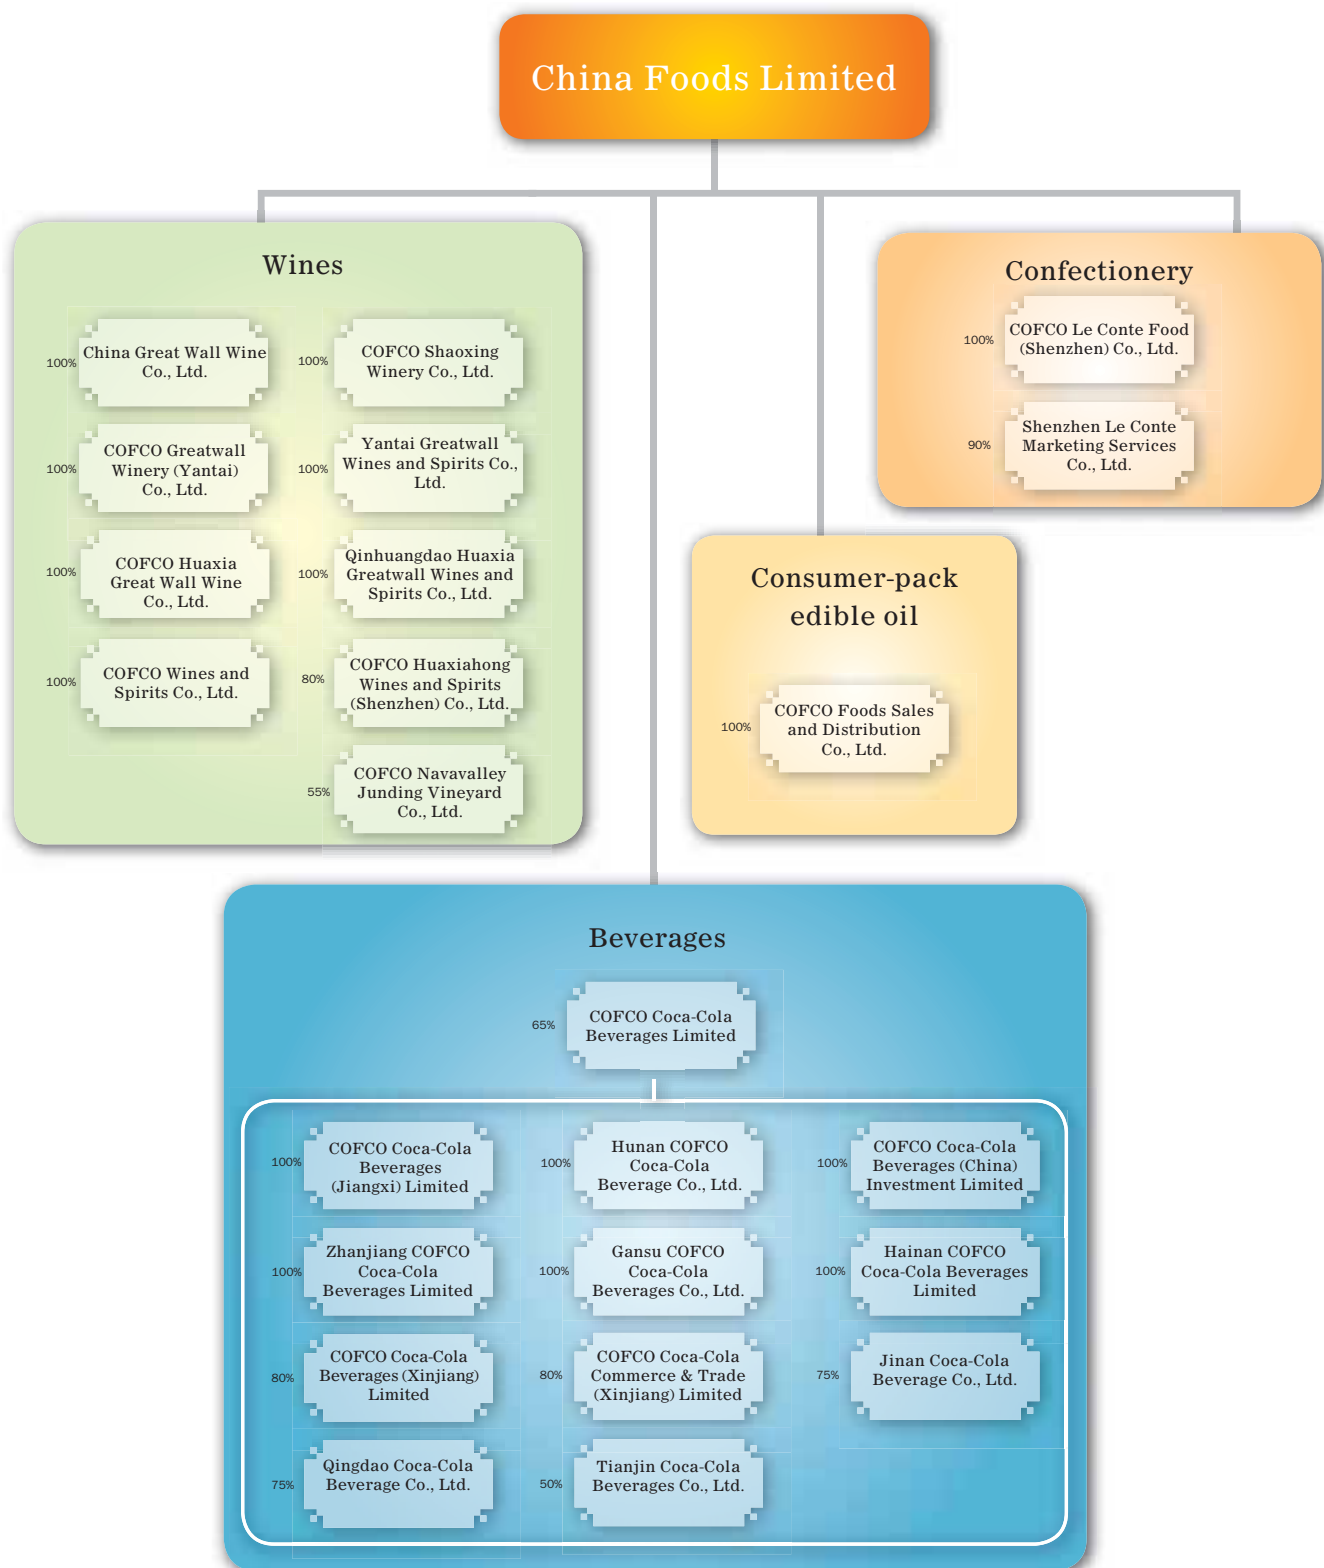 China Foods Limited
Wines
100%
China Great Wall Wine
Co., Ltd.
100%
COFCO Shaoxing
Winery Co., Ltd.
100%
COFCO Greatwall
Winery (Yantai)
Co., Ltd.
100%
Yantai Greatwall
Wines and Spirits Co.,
Ltd.
100%
COFCO Huaxia
Great Wall Wine
Co., Ltd.
100%
Qinhuangdao Huaxia
Greatwall Wines and
Spirits Co., Ltd.
100%
COFCO Wines and
Spirits Co., Ltd.
80%
COFCO Huaxiahong
Wines and Spirits
(Shenzhen) Co., Ltd.
55%
COFCO Navavalley
Junding Vineyard
Co., Ltd.
Confectionery
100%
COFCO Le Conte Food
(Shenzhen) Co., Ltd.
90%
Shenzhen Le Conte
Marketing Services
Co., Ltd.
Consumer-pack
edible oil
100%
COFCO Foods Sales
and Distribution
Co., Ltd.
Beverages
65%
COFCO Coca-Cola
Beverages Limited
100%
COFCO Coca-Cola
Beverages
(Jiangxi) Limited
100%
Hunan COFCO
Coca-Cola
Beverage Co., Ltd.
100%
COFCO Coca-Cola
Beverages (China)
Investment Limited
100%
Zhanjiang COFCO
Coca-Cola
Beverages Limited
100%
Gansu COFCO
Coca-Cola
Beverages Co., Ltd.
100%
Hainan COFCO
Coca-Cola Beverages
Limited
80%
COFCO Coca-Cola
Beverages (Xinjiang)
Limited
80%
COFCO Coca-Cola
Commerce & Trade
(Xinjiang) Limited
75%
Jinan Coca-Cola
Beverage Co., Ltd.
75%
Qingdao Coca-Cola
Beverage Co., Ltd.
50%
Tianjin Coca-Cola
Beverages Co., Ltd.